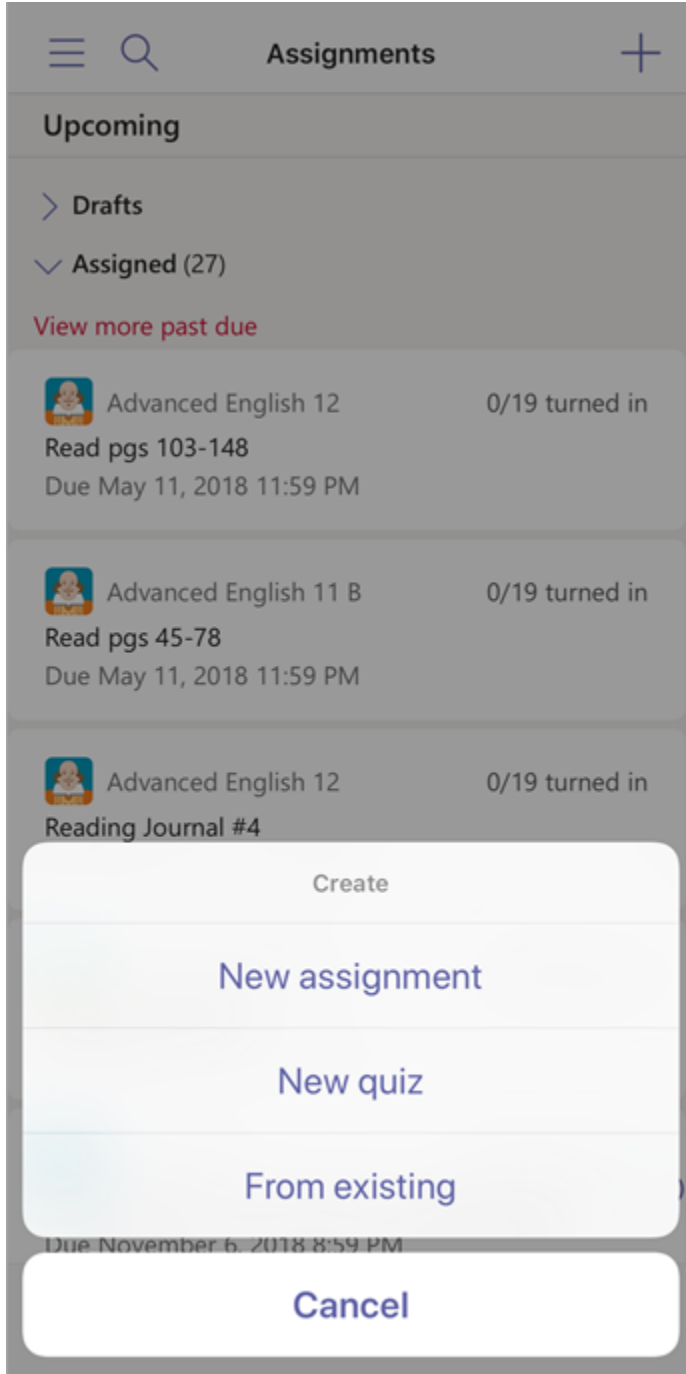 Assignments
Upcoming
Drafts
Assigned (27)
View more past due
Advanced English 12 0/19 turned in
Read pgs 103-148
Due May 11, 2018 11:59 PM
Advanced English 11 B 0/19 turned in
Read pgs 45-78
Due May 11, 2018 11:59 PM
Advanced English 12 0/19 turned in
Reading Journal #4
Create
New assignment
New quiz
From existing
Due November 6, 2018 8:59 PM
Cancel